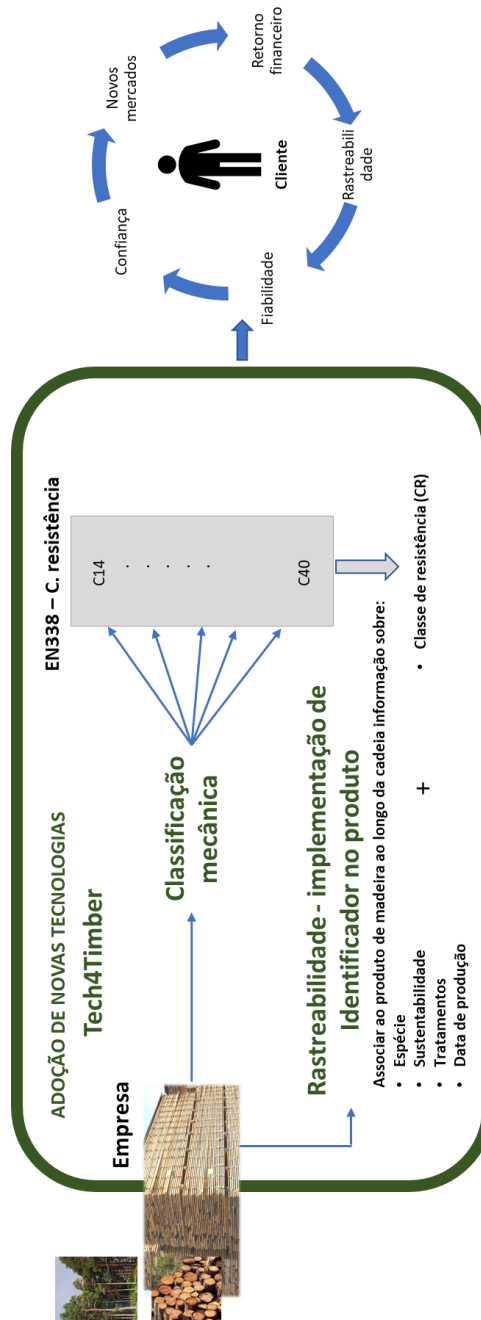 ADOÇÃO DE NOVAS TECNOLOGIAS
Tech4Timber
Empresa
Classificação
mecânica
EN338 – C. resistência
C14
.
.
.
.
.
C40
Rastreabilidade - implementação de
Identificador no produto
Associar ao produto de madeira ao longo da cadeia informação sobre:
• Espécie
• Sustentabilidade
• Tratamentos
• Data de produção
+
• Classe de resistência (CR)
Confiança
Novos
mercados
Retorno
financeiro
Rastreabili
dade
Fiabilidade
Cliente